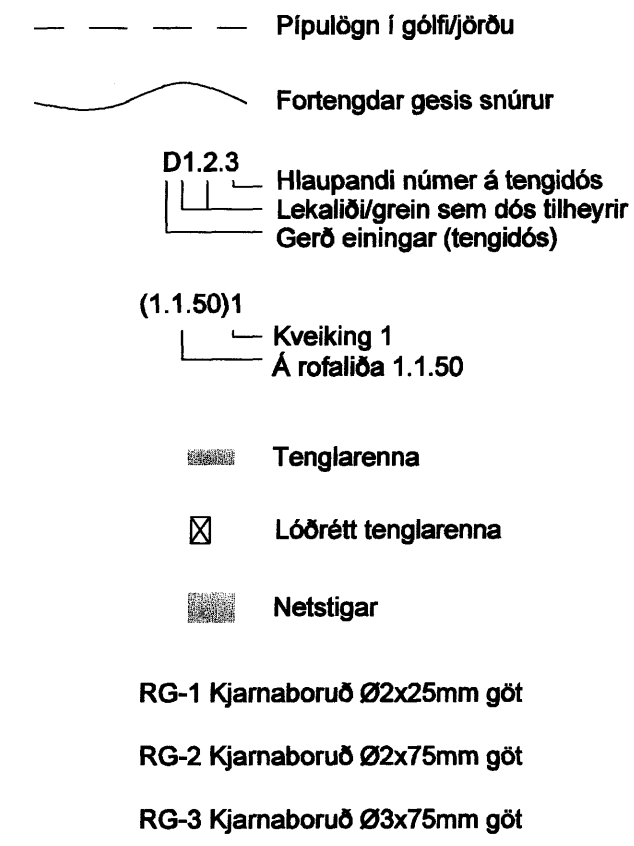 Pípulögn í gólfi/jörðu
Fortengdar gesis snúrur
D1.2.3
Hlaupandi númer á tengidós
Lekaliði/grein sem dós tilheyrir
Gerð einingar (tengidós)
(1.1.50)1
Kveiking 1
Á rofaliða 1.1.50
Tenglarenna
Lóðrétt tenglarenna
Netstigar
RG-1 Kjarnaboruð Ø2x25mm göt
RG-2 Kjarnaboruð Ø2x75mm göt
RG-3 Kjarnaboruð Ø3x75mm göt